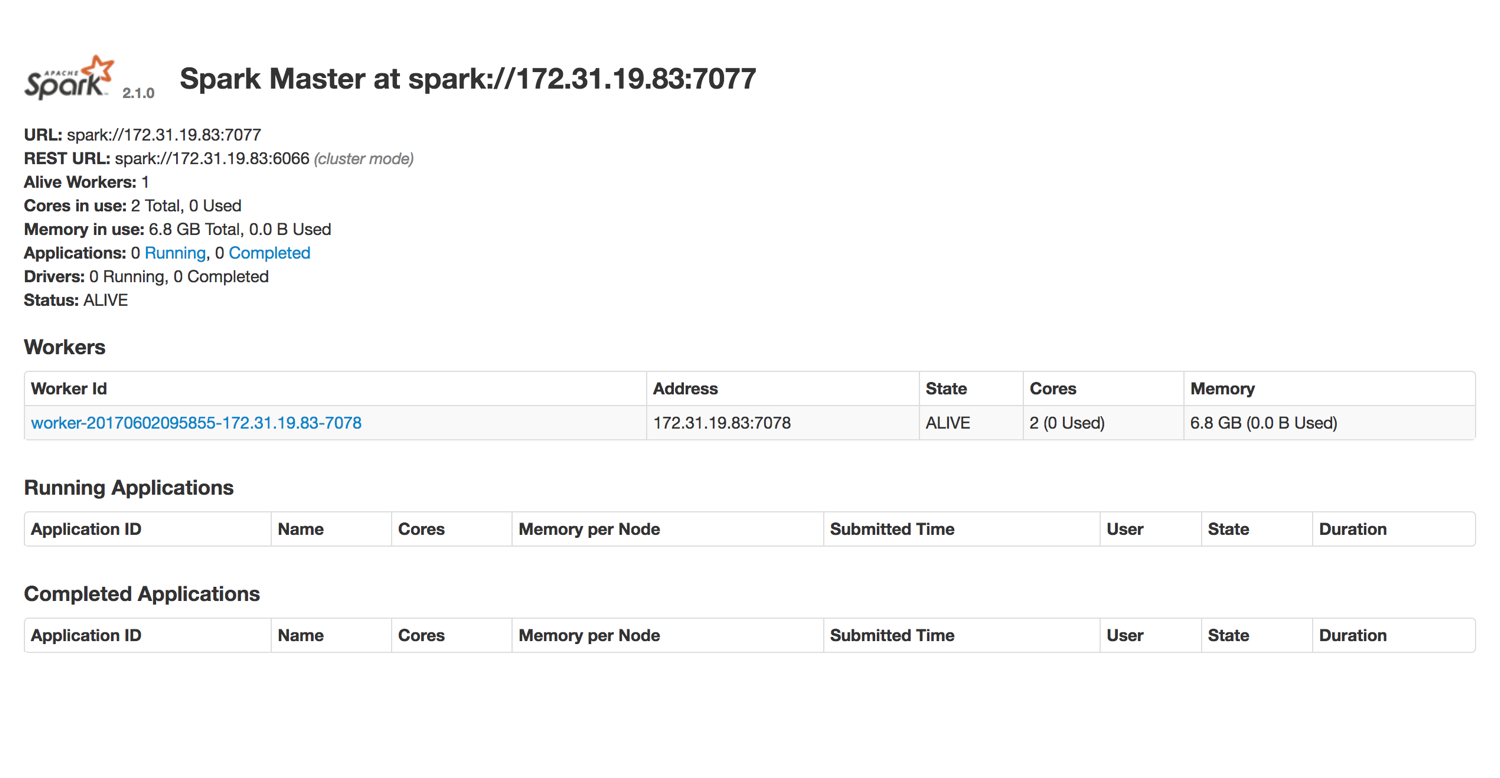 APACHE
Spark 2.1.0 Spark Master at spark://172.31.19.83:7077
URL: spark://172.31.19.83:7077
REST URL: spark://172.31.19.83:6066 (cluster mode)
Alive Workers: 1
Cores in use: 2 Total, 0 Used
Memory in use: 6.8 GB Total, 0.0 B Used
Applications: 0 Running, 0 Completed
Drivers: 0 Running, 0 Completed
Status: ALIVE
Workers
Worker Id Address State Cores Memory
worker-20170602095855-172.31.19.83-7078 172.31.19.83:7078 ALIVE 2 (0 Used) 6.8 GB (0.0 B Used)
Running Applications
Application ID Name Cores Memory per Node Submitted Time User State Duration
Completed Applications
Application ID Name Cores Memory per Node Submitted Time User State Duration